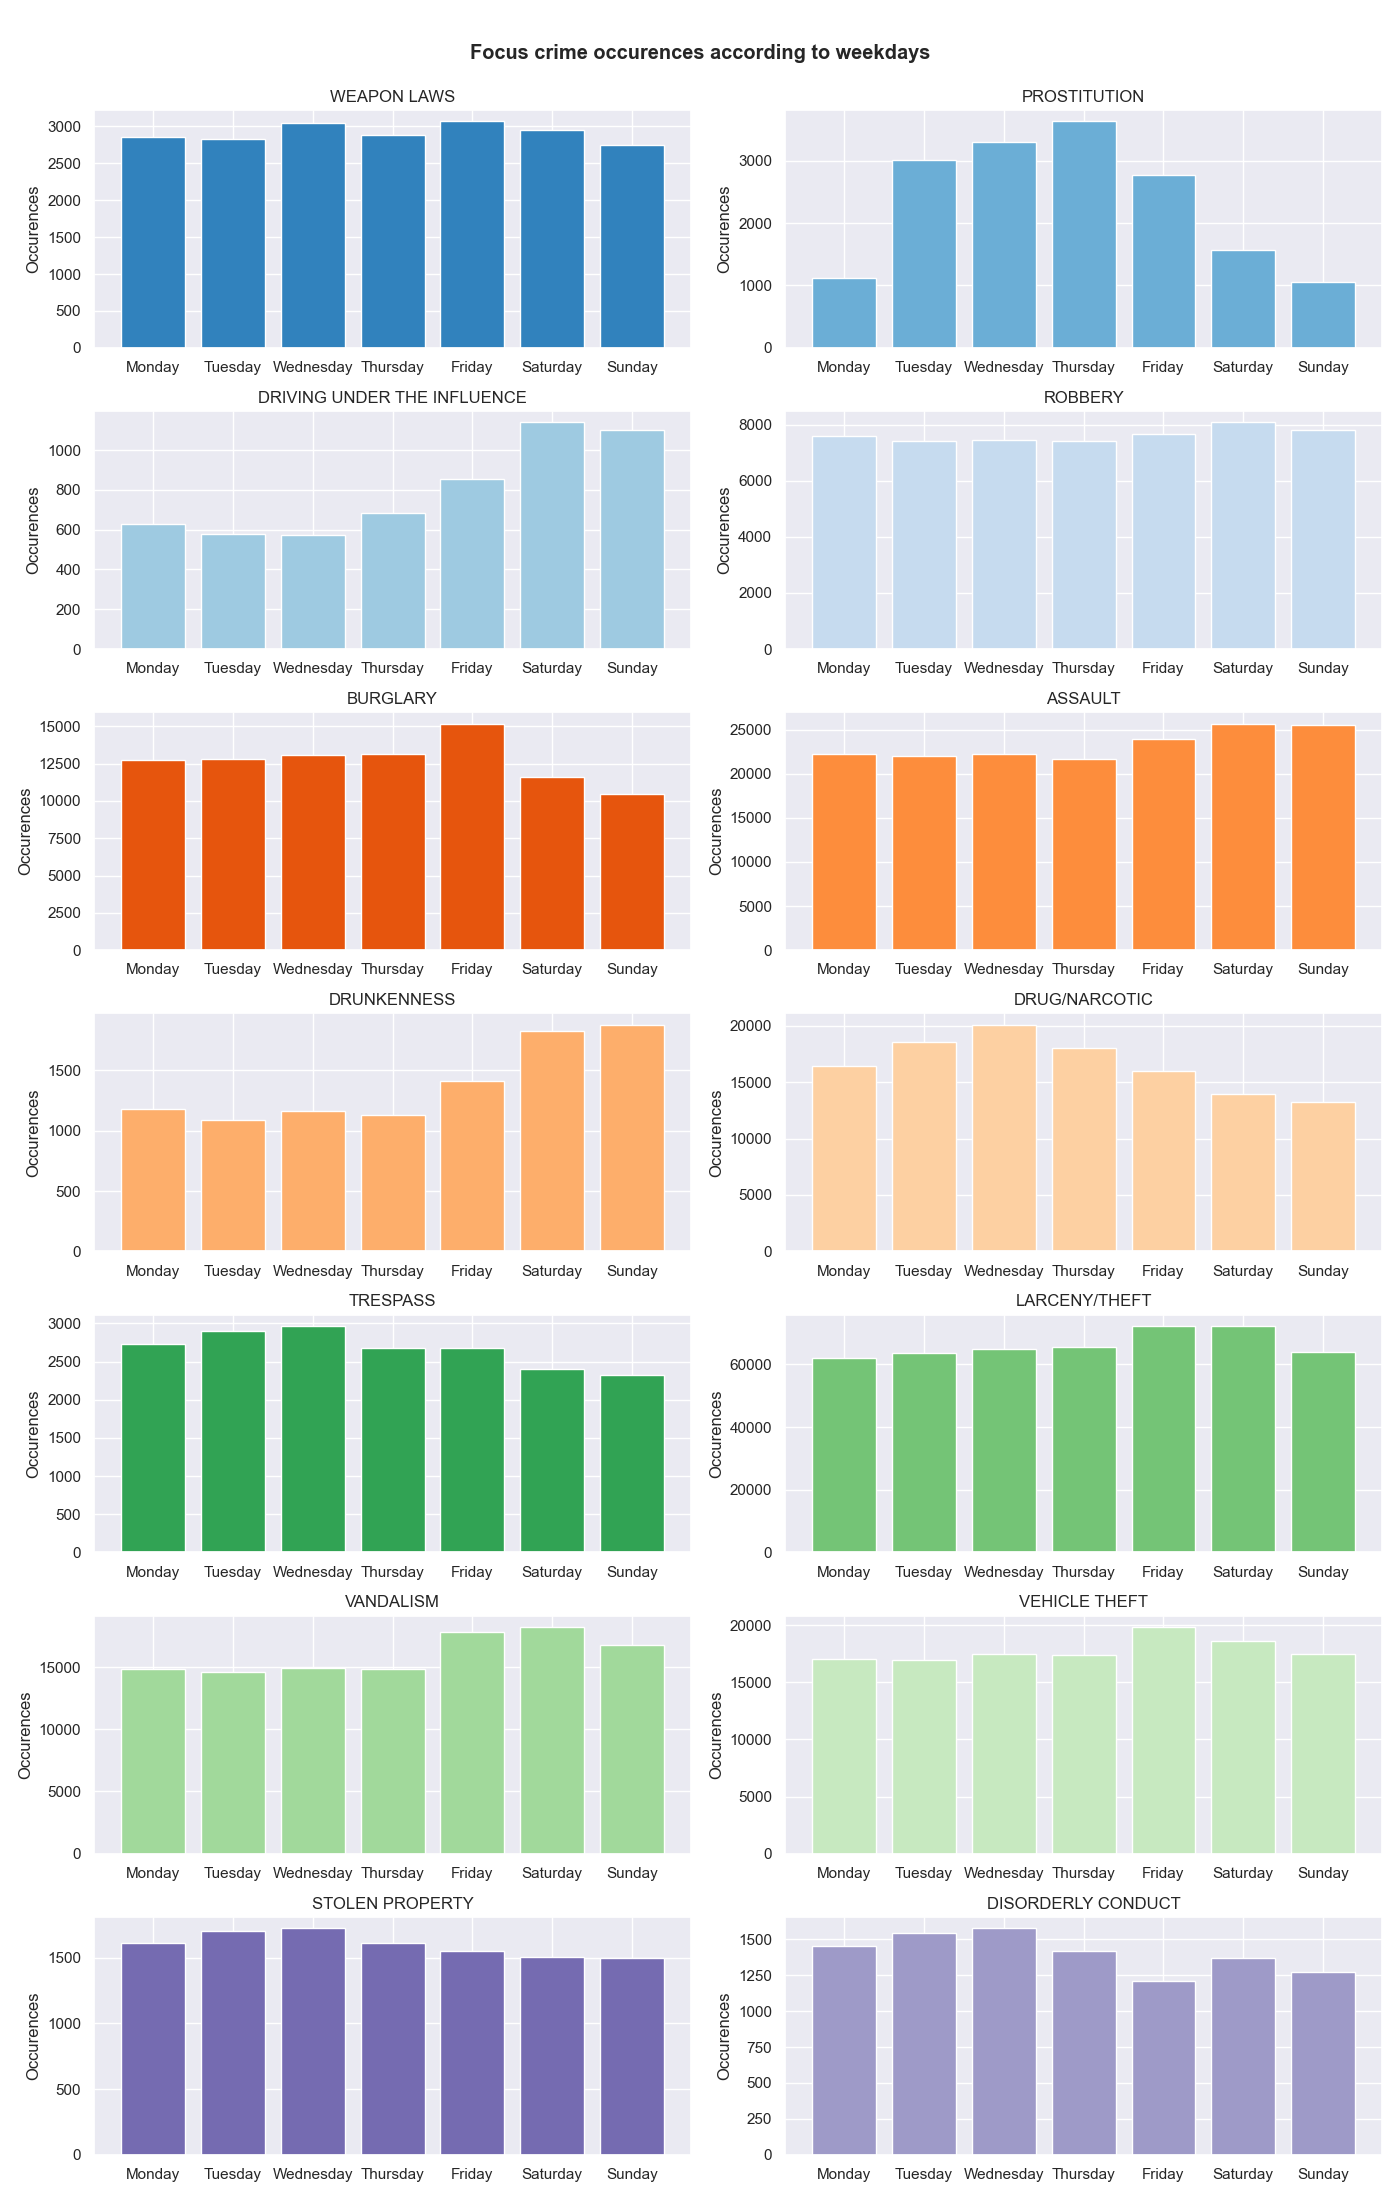 Focus crime occurences according to weekdays
WEAPON LAWS
Occurences
3000
2500
2000
1500
1000
500
0
Monday Tuesday Wednesday Thursday Friday Saturday Sunday
PROSTITUTION
Occurences
3000
2000
1000
0
Monday Tuesday Wednesday Thursday Friday Saturday Sunday
DRIVING UNDER THE INFLUENCE
Occurences
1000
800
600
400
200
0
Monday Tuesday Wednesday Thursday Friday Saturday Sunday
ROBBERY
Occurences
8000
6000
4000
2000
0
Monday Tuesday Wednesday Thursday Friday Saturday Sunday
BURGLARY
Occurences
15000
12500
10000
7500
5000
2500
0
Monday Tuesday Wednesday Thursday Friday Saturday Sunday
ASSAULT
Occurences
25000
20000
15000
10000
5000
0
Monday Tuesday Wednesday Thursday Friday Saturday Sunday
DRUNKENNESS
Occurences
1500
1000
500
0
Monday Tuesday Wednesday Thursday Friday Saturday Sunday
DRUG/NARCOTIC
Occurences
20000
15000
10000
5000
0
Monday Tuesday Wednesday Thursday Friday Saturday Sunday
TRESPASS
Occurences
3000
2500
2000
1500
1000
500
0
Monday Tuesday Wednesday Thursday Friday Saturday Sunday
LARCENY/THEFT
Occurences
60000
40000
20000
0
Monday Tuesday Wednesday Thursday Friday Saturday Sunday
VANDALISM
Occurences
15000
10000
5000
0
Monday Tuesday Wednesday Thursday Friday Saturday Sunday
VEHICLE THEFT
Occurences
20000
15000
10000
5000
0
Monday Tuesday Wednesday Thursday Friday Saturday Sunday
STOLEN PROPERTY
Occurences
1500
1000
500
0
Monday Tuesday Wednesday Thursday Friday Saturday Sunday
DISORDERLY CONDUCT
Occurences
1500
1250
1000
750
500
250
0
Monday Tuesday Wednesday Thursday Friday Saturday Sunday